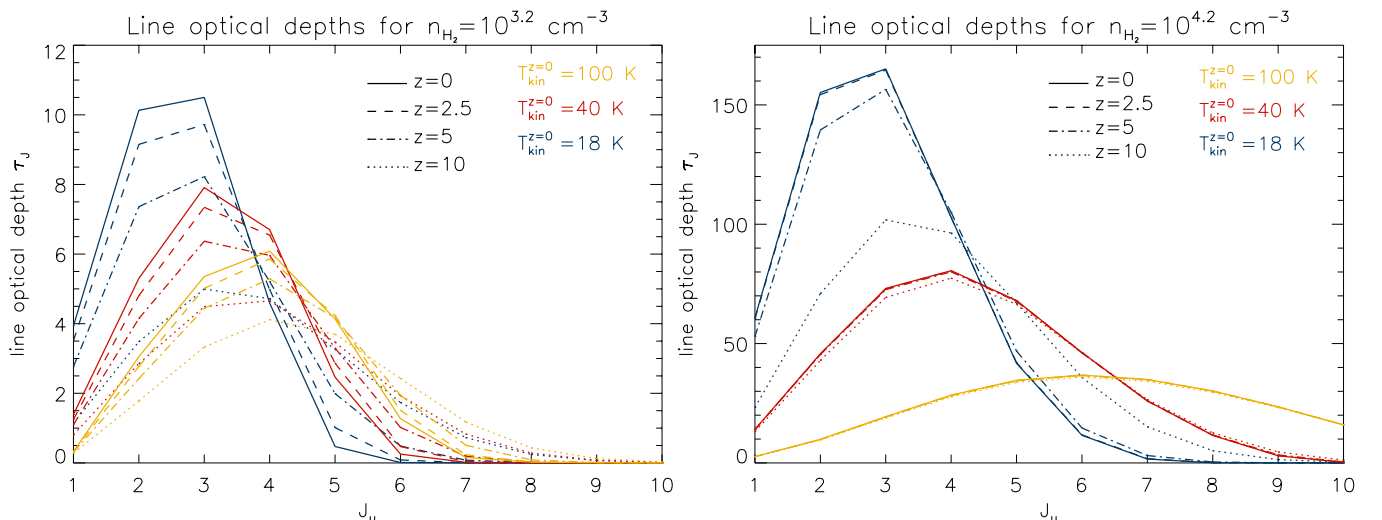 Line optical depths for n_H₂=10^3.2 cm−3
line optical depth τ_J
12
10
8
6
4
2
0
z=0
z=2.5
z=5
z=10
T_kin^z=0 =100 K
T_kin^z=0 =40 K
T_kin^z=0 =18 K
1 2 3 4 5 6 7 8 9 10
J_u
Line optical depths for n_H₂=10^4.2 cm−3
line optical depth τ_J
150
100
50
0
z=0
z=2.5
z=5
z=10
T_kin^z=0 =100 K
T_kin^z=0 =40 K
T_kin^z=0 =18 K
1 2 3 4 5 6 7 8 9 10
J_u